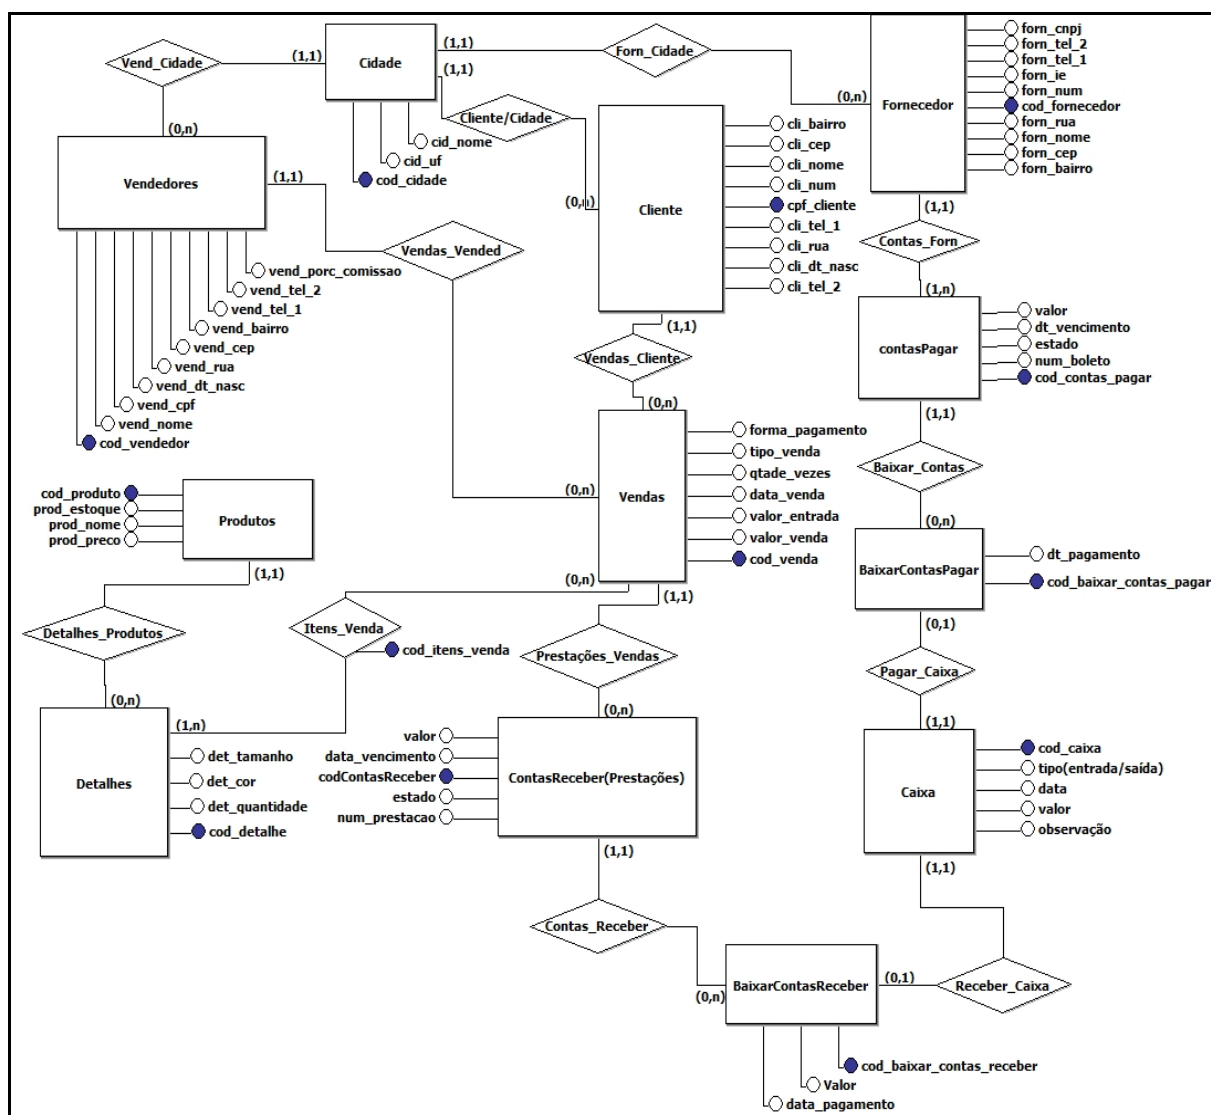 Vend_Cidade
(1,1)
Cidade
(1,1)
(1,1)
Forn_Cidade
(0,n)
Fornecedor
forn_cnpj
forn_tel_2
forn_tel_1
forn_ie
forn_num
cod_fornecedor
forn_rua
forn_nome
forn_cep
forn_bairro
(0,n)
Cliente/Cidade
cid_nome
cid_uf
cod_cidade
Vendedores
(1,1)
(0,n)
Cliente
cli_bairro
cli_cep
cli_nome
cli_num
cpf_cliente
cli_tel_1
cli_rua
cli_dt_nasc
cli_tel_2
(1,1)
Contas_Forn
Vendas_Vended
vend_porc_comissao
vend_tel_2
vend_tel_1
vend_bairro
vend_cep
vend_rua
vend_dt_nasc
vend_cpf
vend_nome
cod_vendedor
(1,1)
Vendas_Cliente
(0,n)
(1,n)
contasPagar
valor
dt_vencimento
estado
num_boleto
cod_contas_pagar
(1,1)
Baixar_Contas
(0,n)
Vendas
forma_pagamento
tipo_venda
qtade_vezes
data_venda
valor_entrada
valor_venda
cod_venda
(0,n)
cod_produto
prod_estoque
prod_nome
prod_preco
Produtos
(1,1)
(0,n)
(1,1)
BaixarContasPagar
dt_pagamento
cod_baixar_contas_pagar
(0,1)
Detalhes_Produtos
Itens_Venda
cod_itens_venda
Prestações_Vendas
Pagar_Caixa
(0,n)
(1,n)
(0,n)
(1,1)
Detalhes
det_tamanho
det_cor
det_quantidade
cod_detalhe
valor
data_vencimento
codContasReceber
estado
num_prestacao
ContasReceber(Prestações)
Caixa
cod_caixa
tipo(entrada/saída)
data
valor
observação
(1,1)
(1,1)
Contas_Receber
(0,n)
BaixarContasReceber
(0,1)
Receber_Caixa
cod_baixar_contas_receber
Valor
data_pagamento